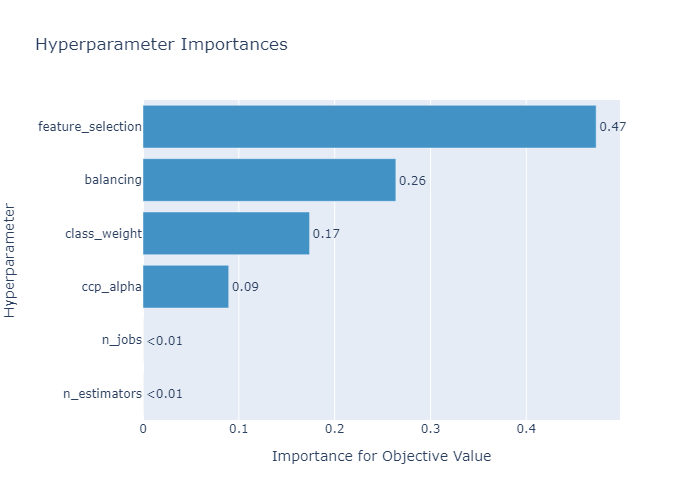 Hyperparameter Importances
Hyperparameter
feature_selection 0.47
balancing 0.26
class_weight 0.17
ccp_alpha 0.09
n_jobs <0.01
n_estimators <0.01
0 0.1 0.2 0.3 0.4
Importance for Objective Value